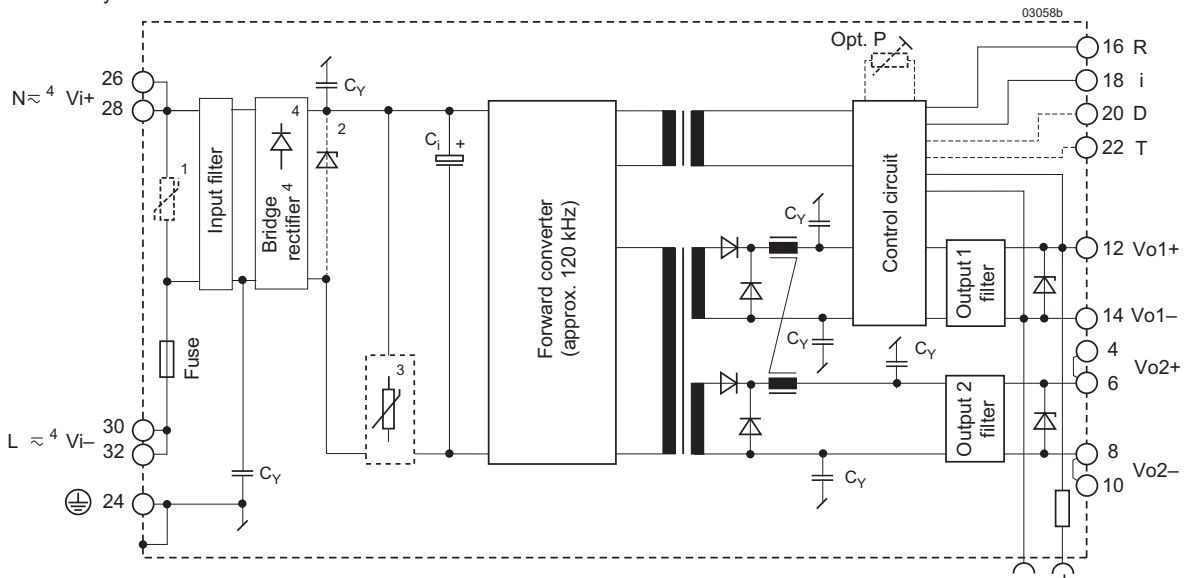 03058b
Opt. P
16 R
18 i
20 D
22 T
26
N ≂ 4 Vi+
28
CY
4
2
Ci +
1
Input filter
Bridge rectifier 4
Forward converter
(approx. 120 kHz)
Control circuit
CY
12 Vo1+
Output 1
filter
14 Vo1–
CY
Fuse
3
CY
4
Vo2+
6
Output 2
filter
30
L ≂ 4 Vi–
32
8
Vo2–
10
CY
CY
24